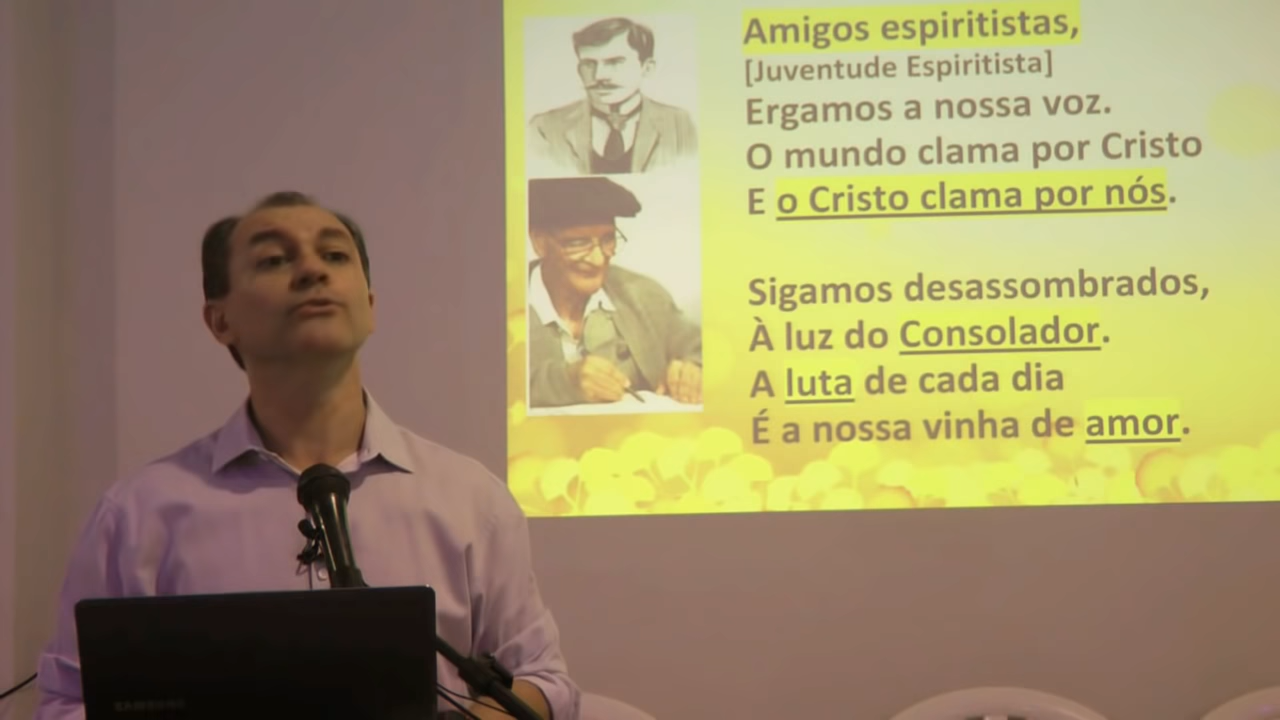 Amigos espiritistas,
[Juventude Espiritista]
Ergamos a nossa voz.
O mundo clama por Cristo
E o Cristo clama por nós.
Sigamos desassombrados,
À luz do Consolador.
A luta de cada dia
É a nossa vinha de amor.
SAMSUNG